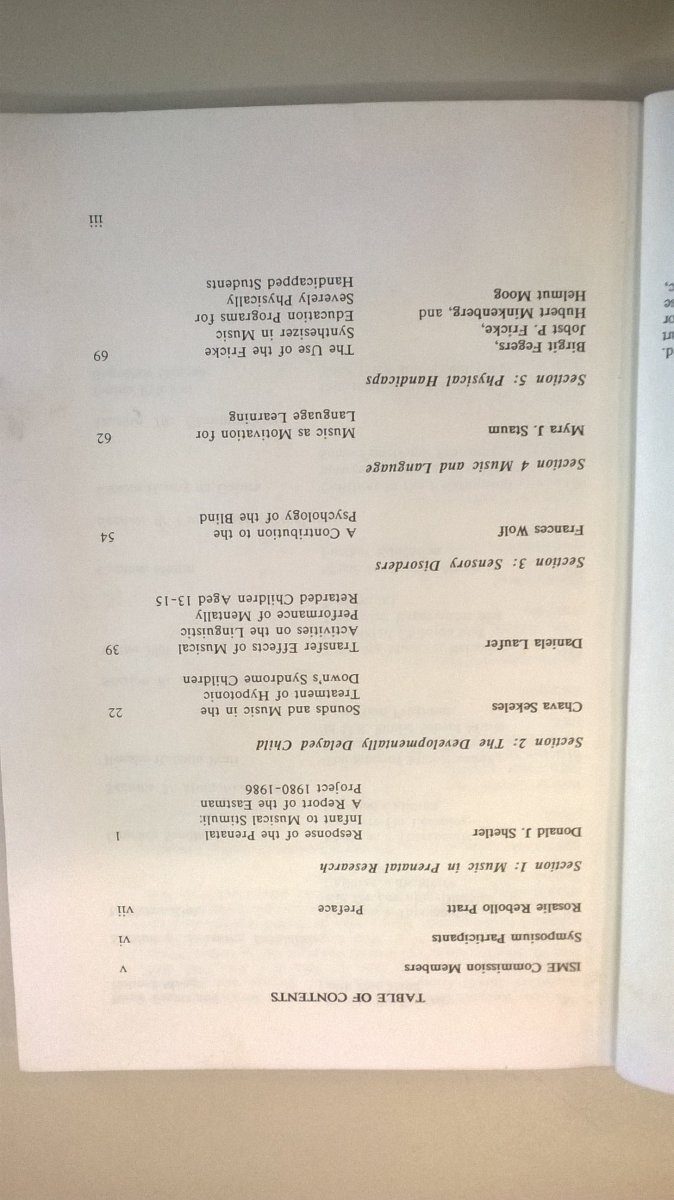 TABLE OF CONTENTS
ISME Commission Members v
Symposium Participants vi
Rosalie Rebollo Pratt Preface vii
Section 1: Music in Prenatal Research
Donald J. Shetler Response of the Prenatal 1
Infant to Musical Stimuli:
A Report of the Eastman
Project 1980-1986
Section 2: The Developmentally Delayed Child
Chava Sekeles Sounds and Music in the 22
Treatment of Hypotonic
Down's Syndrome Children
Daniela Laufer Transfer Effects of Musical 39
Activities on the Linguistic
Performance of Mentally
Retarded Children Aged 13-15
Section 3: Sensory Disorders
Frances Wolf A Contribution to the 54
Psychology of the Blind
Section 4 Music and Language
Myra J. Staum Music as Motivation for 62
Language Learning
Section 5: Physical Handicaps
Birgit Fegers, The Use of the Fricke 69
Jobst P. Fricke, Synthesizer in Music
Hubert Minkenberg, and Education Programs for
Helmut Moog Severely Physically
Handicapped Students
iii